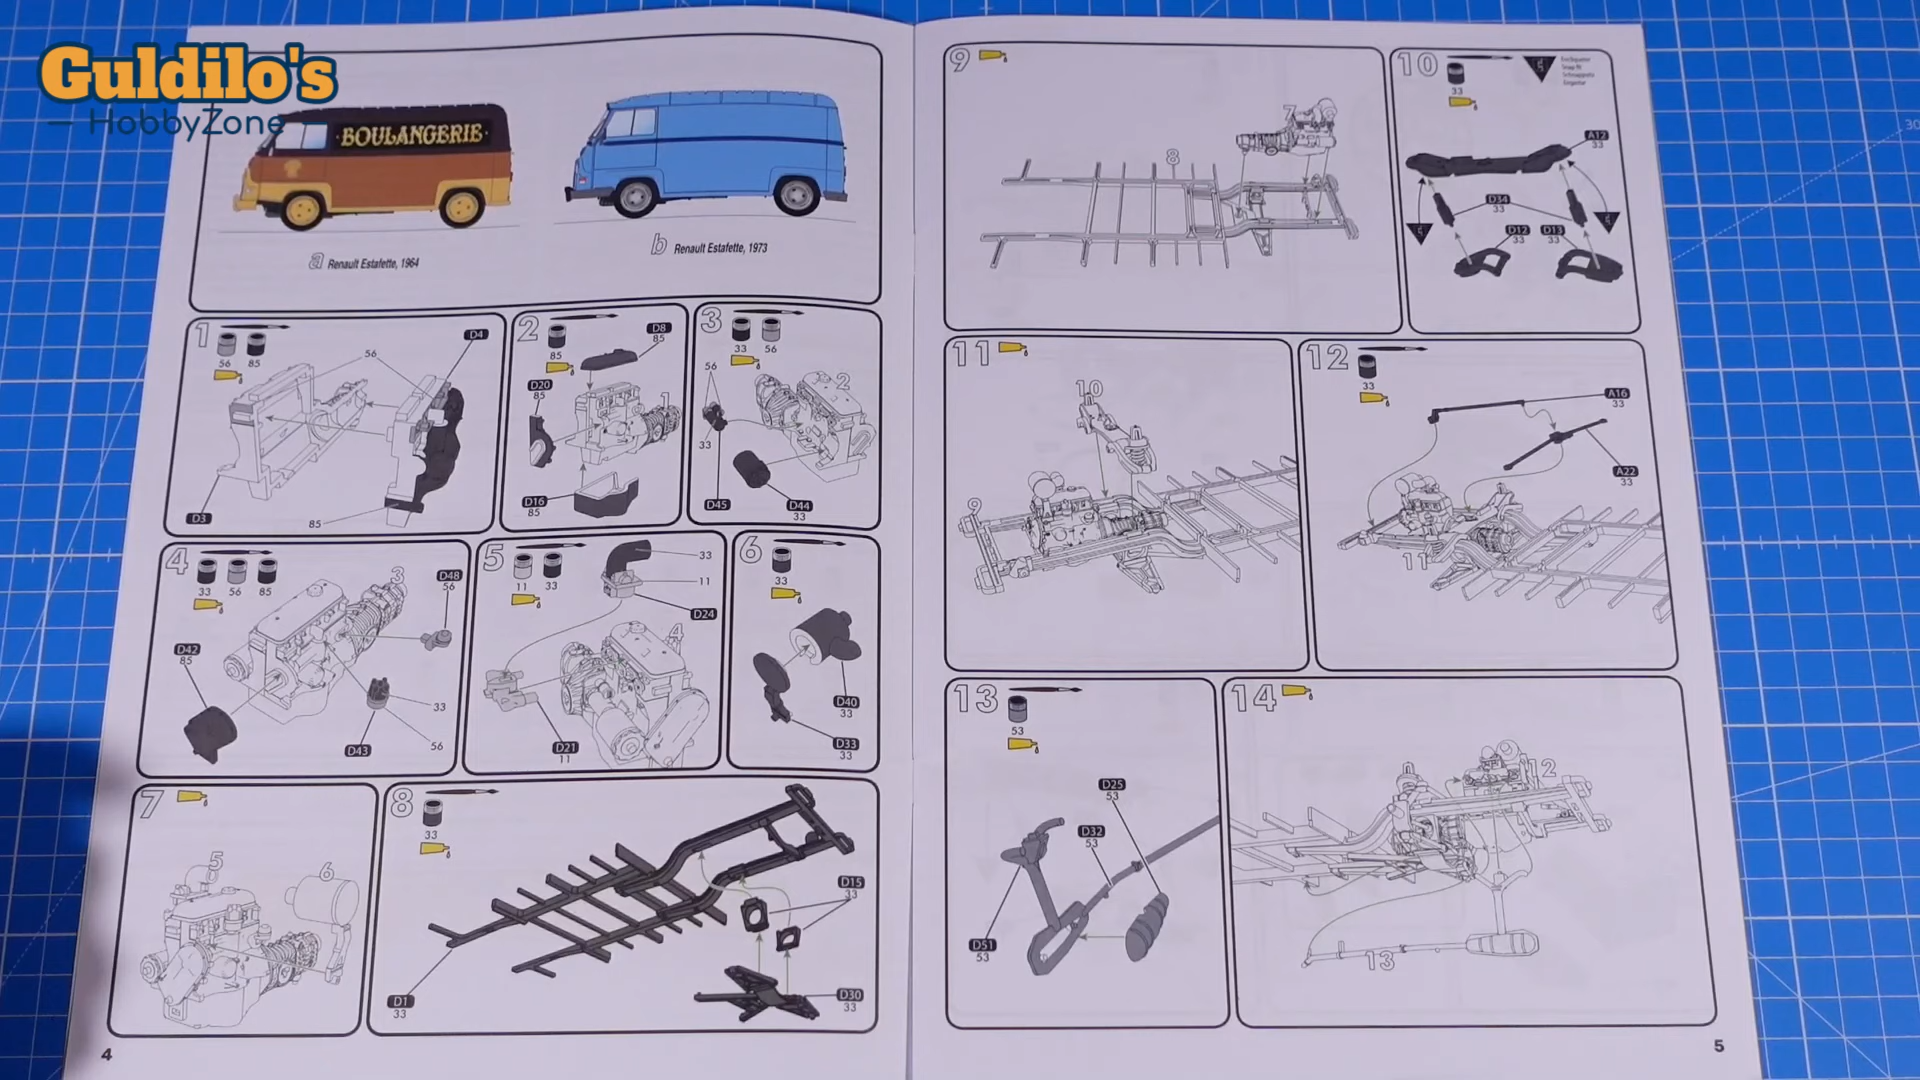 Guldilo's
HobbyZone
BOULANGERIE
a Renault Estafette, 1964
b Renault Estafette, 1973
1
56 85
56
D4
D3
85
2
85
D8
85
D20
85
1
D16
85
3
33 56
56
2
33
D45
D44
33
4
33 56 85
3
D48
56
D42
85
33
D43
56
5
11 33
33
11
D24
4
D21
11
6
33
D40
33
D33
33
7
5
6
8
33
D15
33
D1
33
D30
33
4
9
7
8
10
33
A12
33
D34
33
D12
33
D13
33
11
10
9
12
33
A16
33
A22
33
11
13
53
D25
53
D32
53
D51
53
14
12
13
5
30